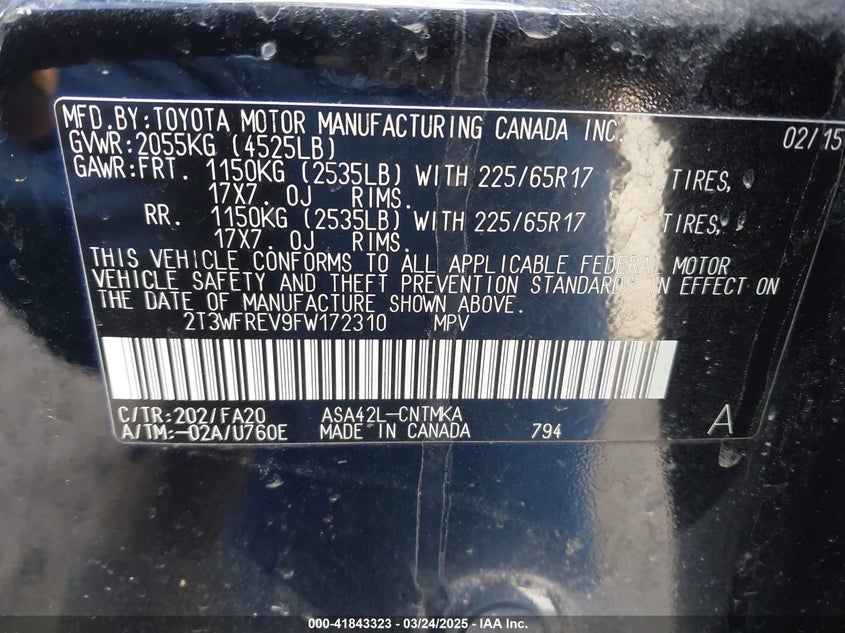 MFD.BY:TOYOTA MOTOR MANUFACTURING CANADA INC. 02/15
GVWR:2055KG (4525LB)
GAWR:FRT. 1150KG (2535LB) WITH 225/65R17 TIRES,
17X7. OJ RIMS.
RR. 1150KG (2535LB) WITH 225/65R17 TIRES,
17X7. OJ RIMS.
THIS VEHICLE CONFORMS TO ALL APPLICABLE FEDERAL MOTOR
VEHICLE SAFETY AND THEFT PREVENTION STANDARDS IN EFFECT ON
THE DATE OF MANUFACTURE SHOWN ABOVE.
2T3WFREV9FW172310 MPV
C/TR:202/FA20 ASA42L-CNTMKA
A/TM:-02A/U760E MADE IN CANADA 794 A
000-41843323 - 03/24/2025 - IAA, Inc.